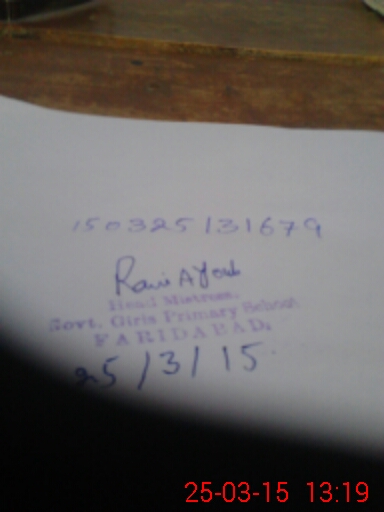 150325131679
Head Mistress.
Govt. Girls Primary School
FARIDABAD.
25/3/15
25-03-15 13:19